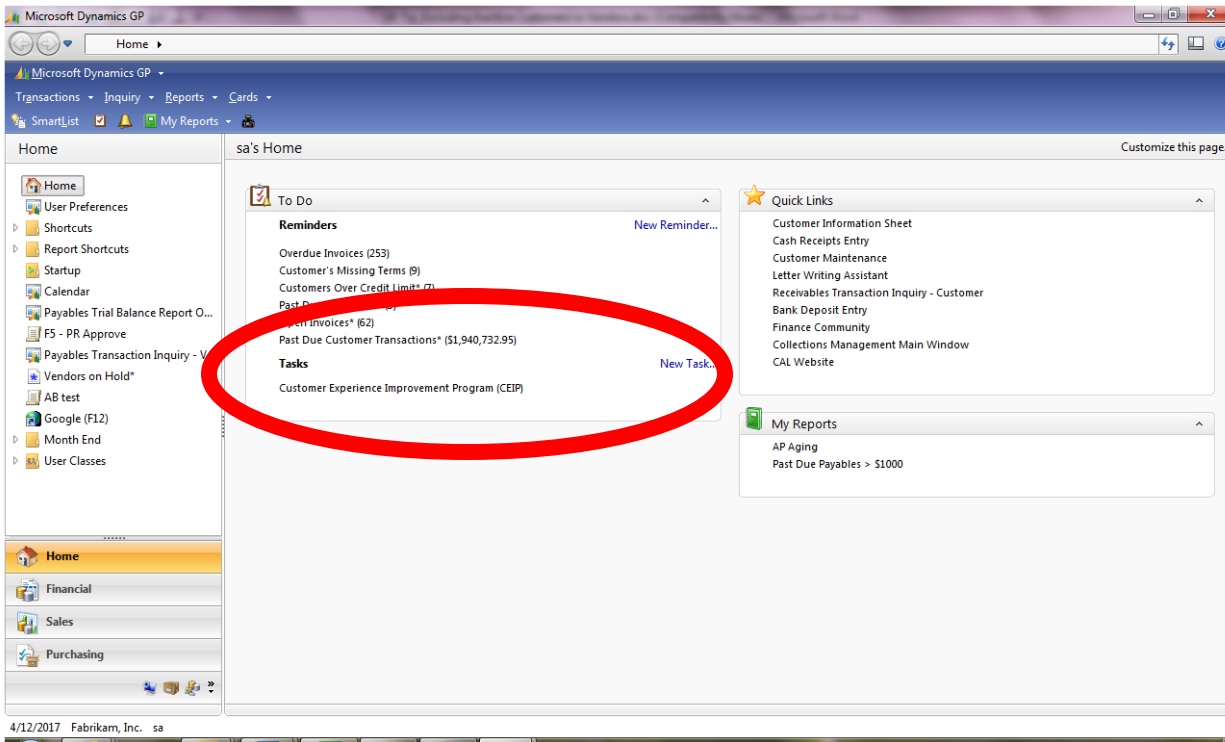 Microsoft Dynamics GP
Home
Microsoft Dynamics GP
Transactions Inquiry Reports Cards
SmartList My Reports
Home
Home
User Preferences
Shortcuts
Report Shortcuts
Startup
Calendar
Payables Trial Balance Report O...
F5 - PR Approve
Payables Transaction Inquiry - V
Vendors on Hold*
AB test
Google (F12)
Month End
User Classes
Home
Financial
Sales
Purchasing
sa's Home
Customize this page.
To Do
Reminders New Reminder...
Overdue Invoices (253)
Customer's Missing Terms (9)
Customers Over Credit Limit* (7)
Past
Invoices* (62)
Past Due Customer Transactions* ($1,940,732.95)
Tasks New Task..
Customer Experience Improvement Program (CEIP)
Quick Links
Customer Information Sheet
Cash Receipts Entry
Customer Maintenance
Letter Writing Assistant
Receivables Transaction Inquiry - Customer
Bank Deposit Entry
Finance Community
Collections Management Main Window
CAL Website
My Reports
AP Aging
Past Due Payables > $1000
4/12/2017 Fabrikam, Inc. sa